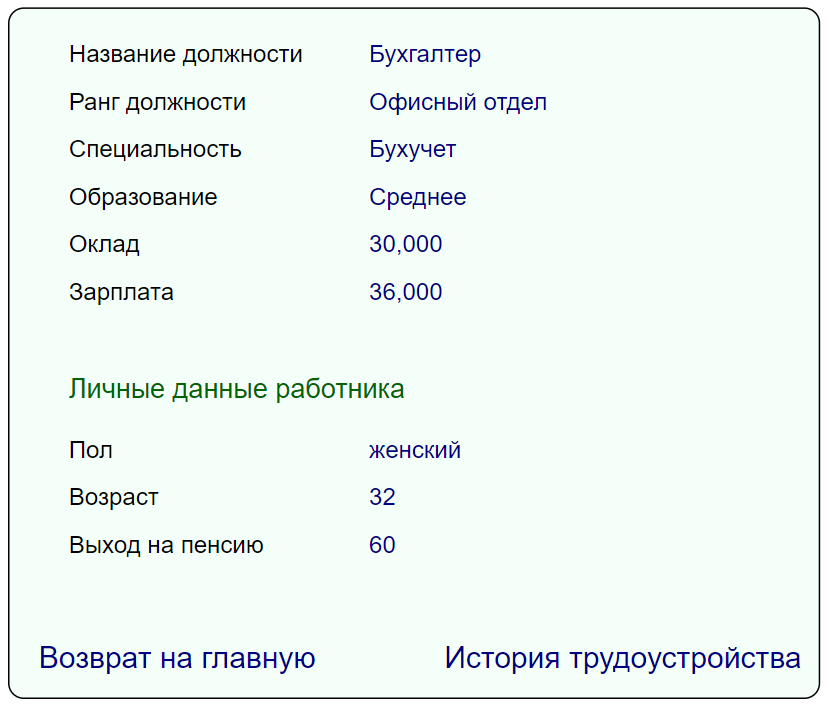 Название должности Бухгалтер
Ранг должности Офисный отдел
Специальность Бухучет
Образование Среднее
Оклад 30,000
Зарплата 36,000
Личные данные работника
Пол женский
Возраст 32
Выход на пенсию 60
Возврат на главную История трудоустройства